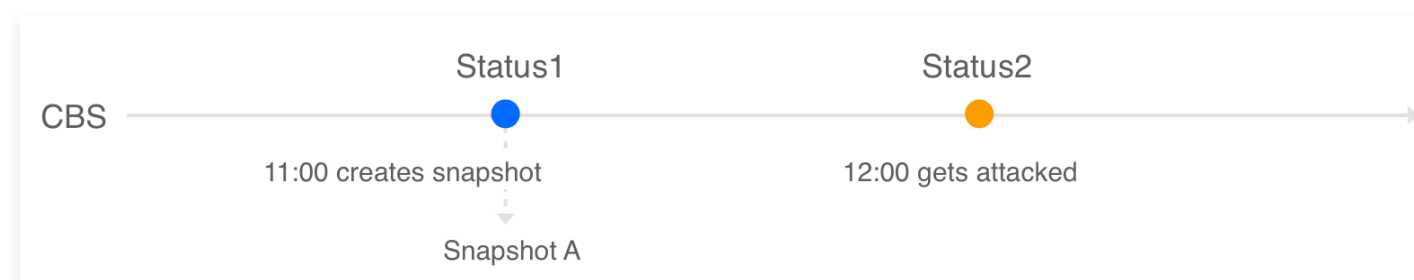 Status1
Status2
CBS
11:00 creates snapshot
12:00 gets attacked
Snapshot A